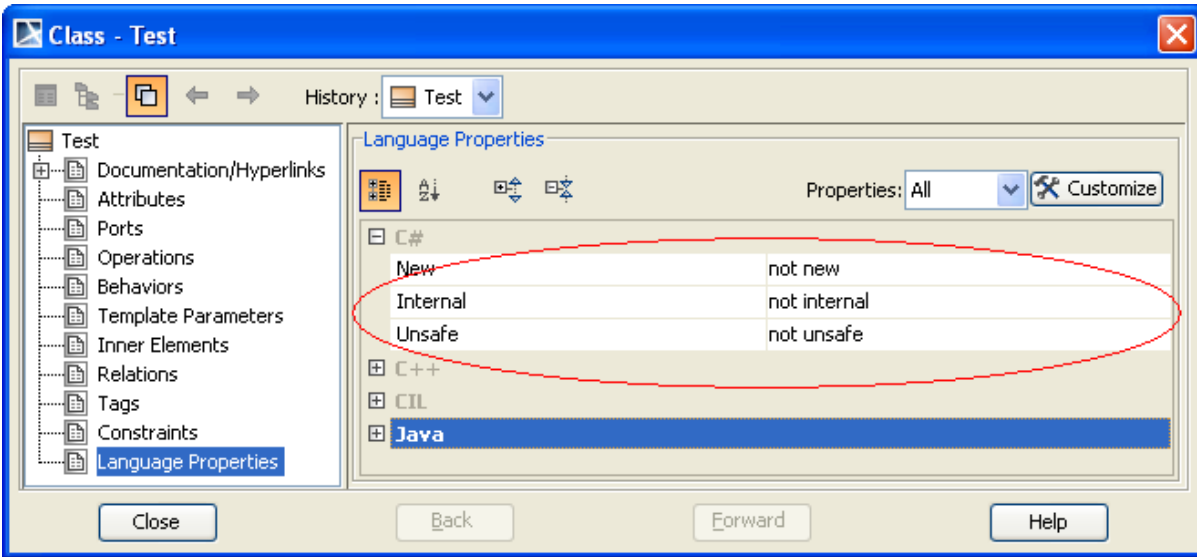 Class - Test
History : Test
Test
Documentation/Hyperlinks
Attributes
Ports
Operations
Behaviors
Template Parameters
Inner Elements
Relations
Tags
Constraints
Language Properties
Language Properties
Properties: All Customize
C#
New not new
Internal not internal
Unsafe not unsafe
C++
CIL
Java
Close Back Forward Help